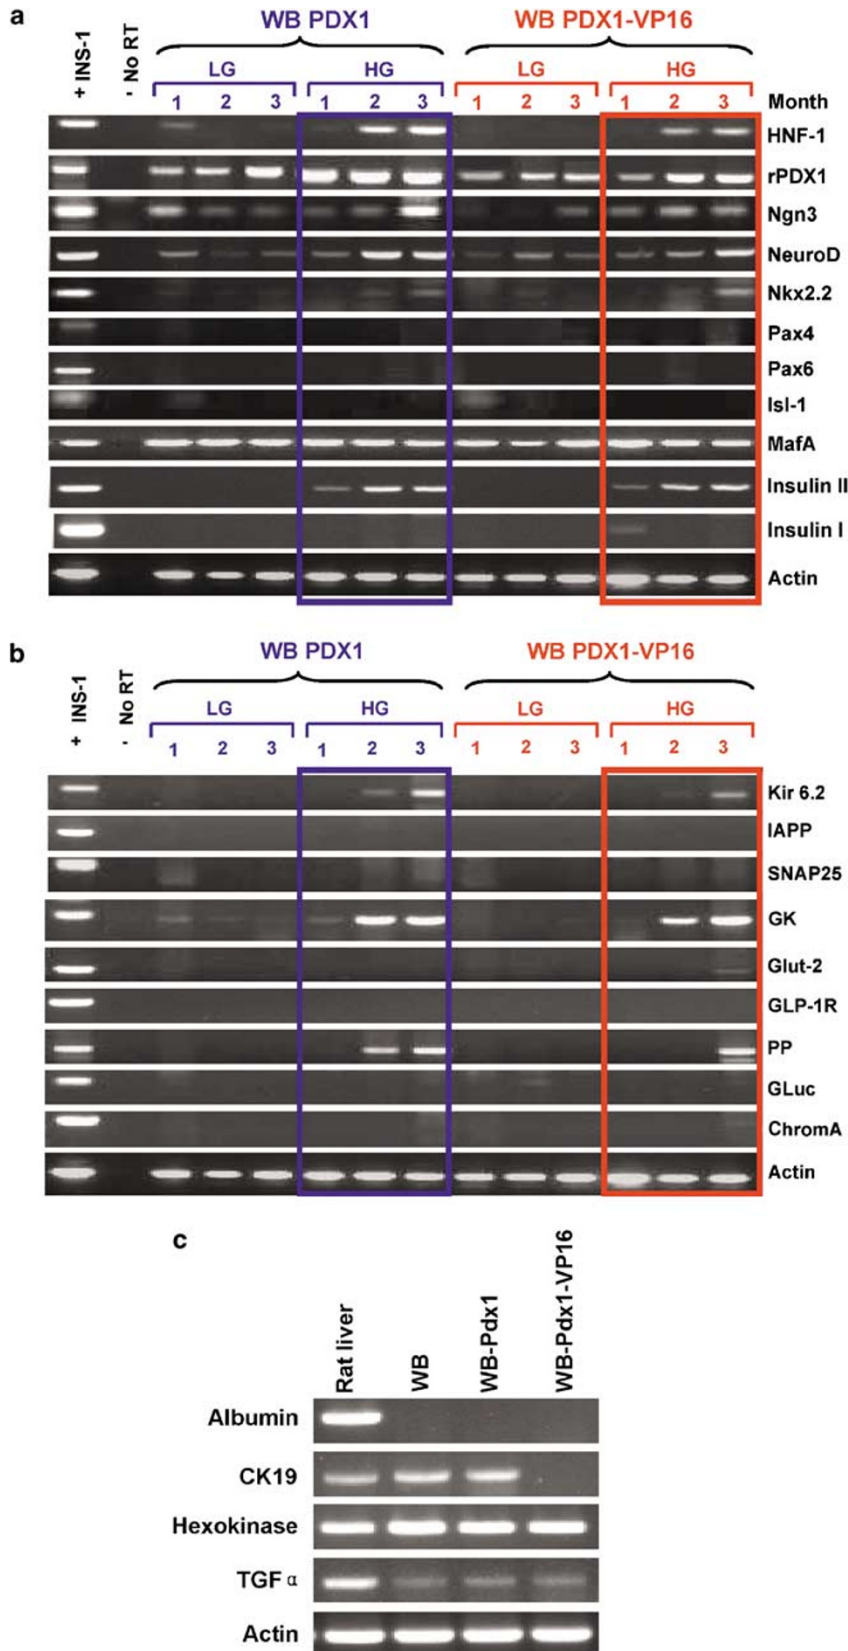 a
WB PDX1 WB PDX1-VP16
+ INS-1
- No RT
LG HG LG HG
1 2 3 1 2 3 1 2 3 1 2 3 Month
HNF-1
rPDX1
Ngn3
NeuroD
Nkx2.2
Pax4
Pax6
Isl-1
MafA
Insulin II
Insulin I
Actin
b
WB PDX1 WB PDX1-VP16
+ INS-1
- No RT
LG HG LG HG
1 2 3 1 2 3 1 2 3 1 2 3
Kir 6.2
IAPP
SNAP25
GK
Glut-2
GLP-1R
PP
GLuc
ChromA
Actin
c
Rat liver
WB
WB-Pdx1
WB-Pdx1-VP16
Albumin
CK19
Hexokinase
TGF α
Actin